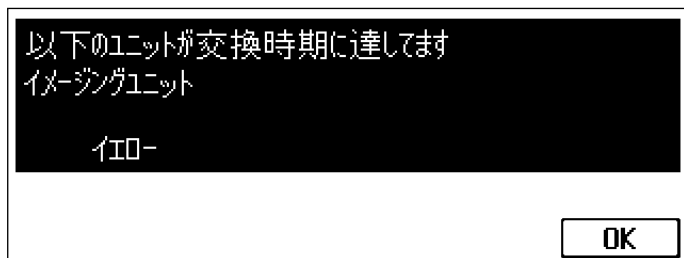 以下のユニットが交換時期に達してます
イメージングユニット
イエロー
OK